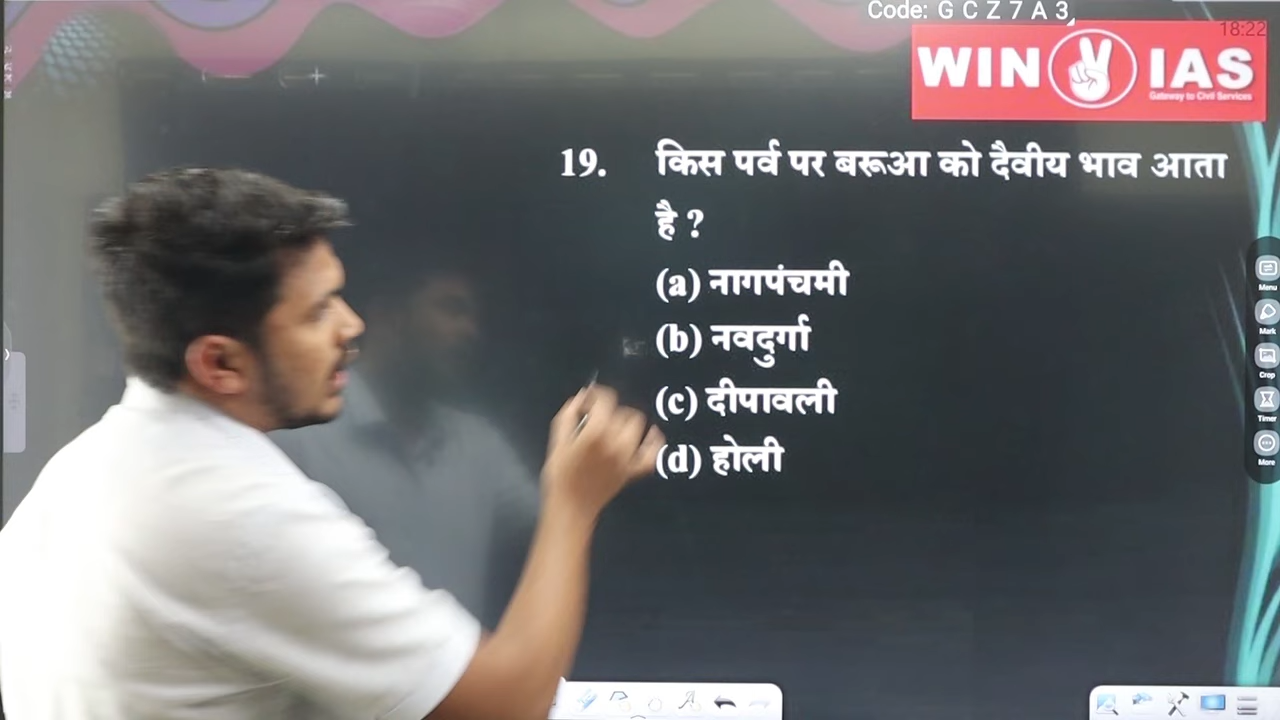 Code: G C Z 7 A 3
18:22
WIN IAS
Gateway to Civil Services
19. किस पर्व पर बरूआ को दैवीय भाव आता
है ?
(a) नागपंचमी
(b) नवदुर्गा
(c) दीपावली
(d) होली
Menu
Mark
Crop
Timer
More